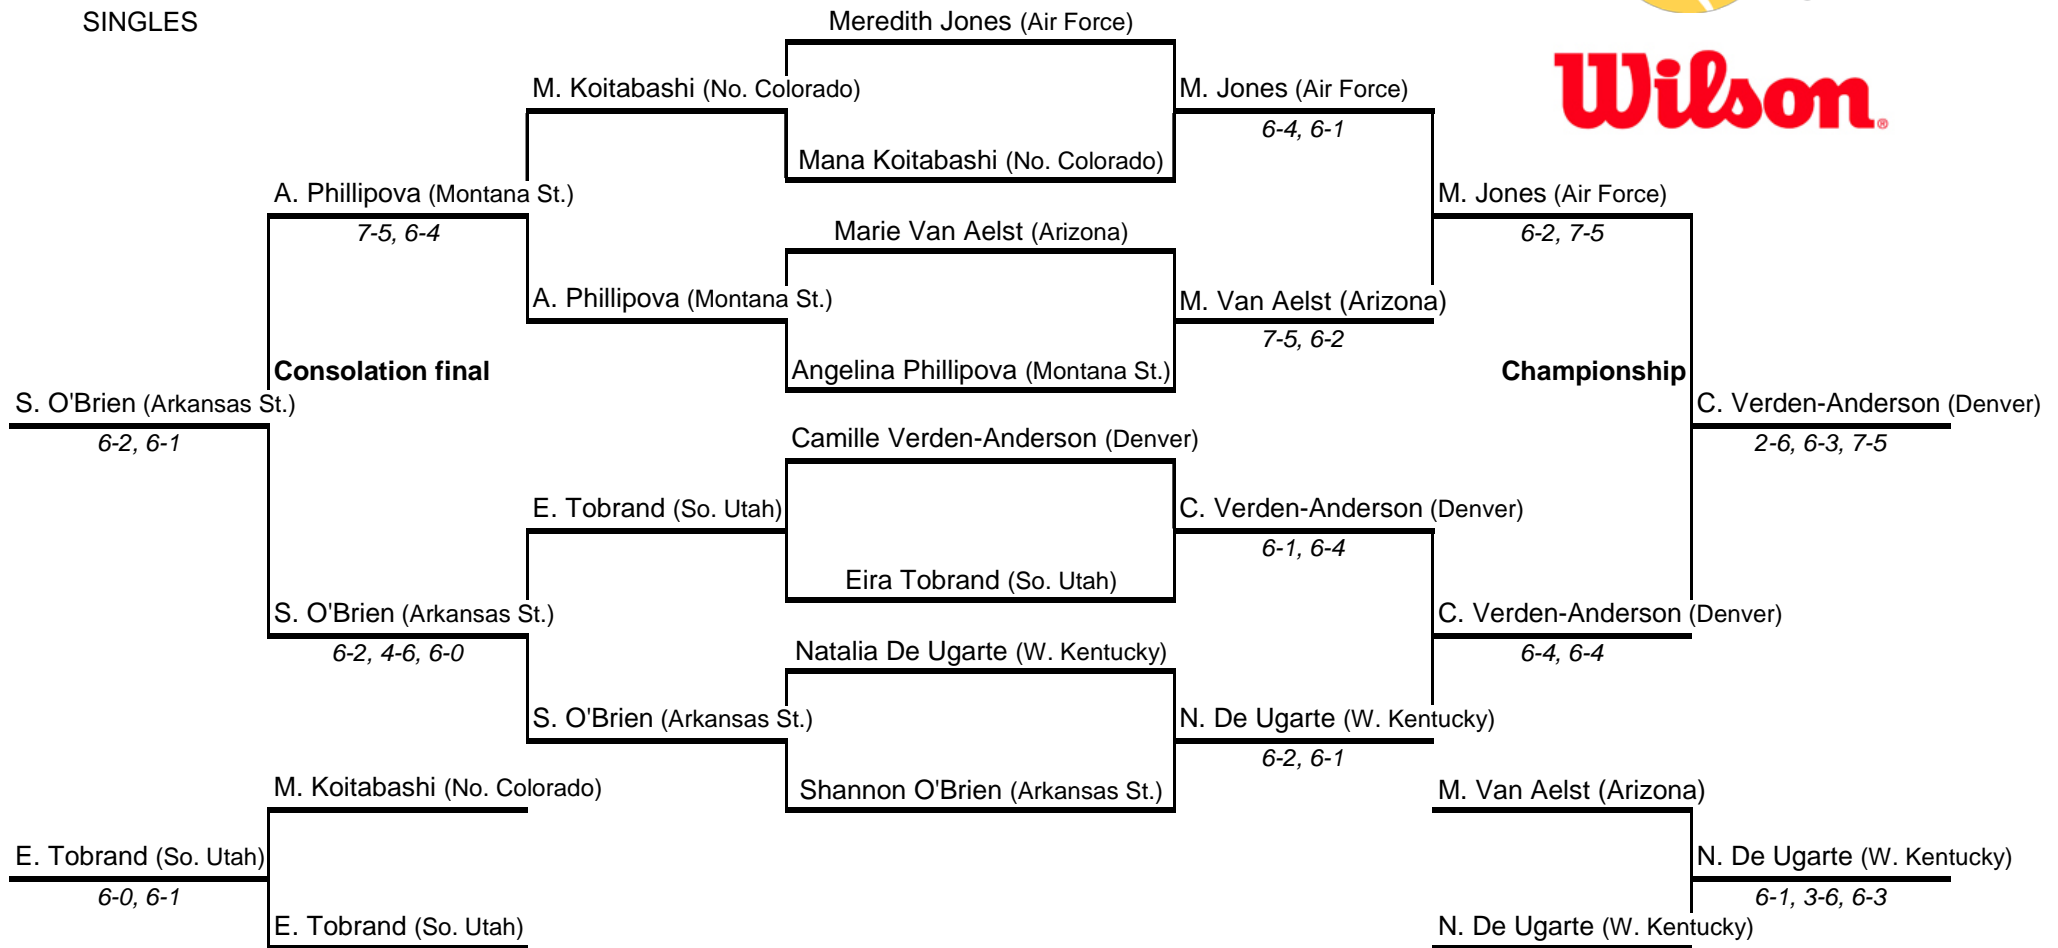 SINGLES
Meredith Jones (Air Force)
Wilson.
M. Koitabashi (No. Colorado)
M. Jones (Air Force)
6-4, 6-1
Mana Koitabashi (No. Colorado)
A. Phillipova (Montana St.)
M. Jones (Air Force)
7-5, 6-4
Marie Van Aelst (Arizona)
6-2, 7-5
A. Phillipova (Montana St.)
M. Van Aelst (Arizona)
7-5, 6-2
Consolation final
Angelina Phillipova (Montana St.)
Championship
S. O'Brien (Arkansas St.)
C. Verden-Anderson (Denver)
6-2, 6-1
Camille Verden-Anderson (Denver)
2-6, 6-3, 7-5
E. Tobrand (So. Utah)
C. Verden-Anderson (Denver)
6-1, 6-4
Eira Tobrand (So. Utah)
S. O'Brien (Arkansas St.)
C. Verden-Anderson (Denver)
6-2, 4-6, 6-0
Natalia De Ugarte (W. Kentucky)
6-4, 6-4
S. O'Brien (Arkansas St.)
N. De Ugarte (W. Kentucky)
6-2, 6-1
M. Koitabashi (No. Colorado)
Shannon O'Brien (Arkansas St.)
M. Van Aelst (Arizona)
E. Tobrand (So. Utah)
N. De Ugarte (W. Kentucky)
6-0, 6-1
6-1, 3-6, 6-3
E. Tobrand (So. Utah)
N. De Ugarte (W. Kentucky)